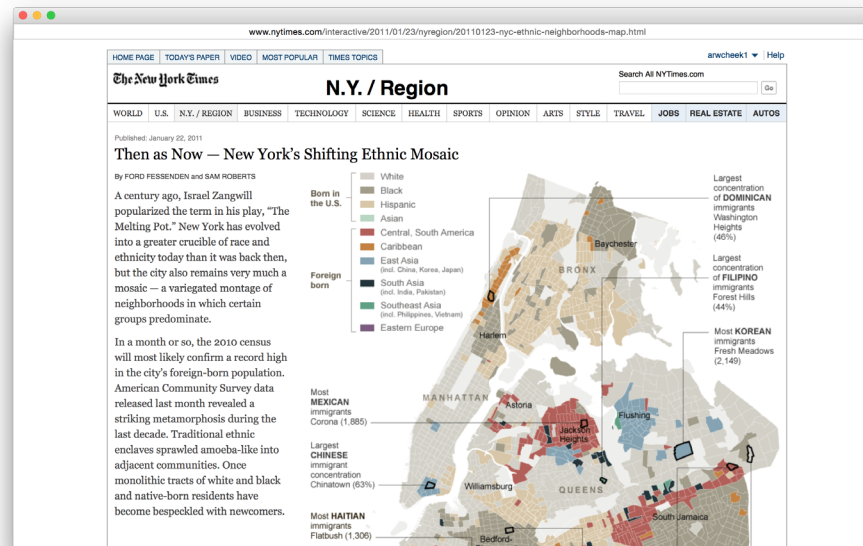 www.nytimes.com/interactive/2011/01/23/nyregion/20110123-nyc-ethnic-neighborhoods-map.html
HOME PAGE TODAY'S PAPER VIDEO MOST POPULAR TIMES TOPICS
arwcheek1 Help
The New York Times
N.Y. / Region
Search All NYTimes.com
Go
WORLD U.S. N.Y. / REGION BUSINESS TECHNOLOGY SCIENCE HEALTH SPORTS OPINION ARTS STYLE TRAVEL JOBS REAL ESTATE AUTOS
Published: January 22, 2011
Then as Now — New York's Shifting Ethnic Mosaic
By FORD FESSENDEN and SAM ROBERTS
A century ago, Israel Zangwill
popularized the term in his play, “The
Melting Pot.” New York has evolved
into a greater crucible of race and
ethnicity today than it was back then,
but the city also remains very much a
mosaic — a variegated montage of
neighborhoods in which certain
groups predominate.
In a month or so, the 2010 census
will most likely confirm a record high
in the city's foreign-born population.
American Community Survey data
released last month revealed a
striking metamorphosis during the
last decade. Traditional ethnic
enclaves sprawled amoeba-like into
adjacent communities. Once
monolithic tracts of white and black
and native-born residents have
become bespeckled with newcomers.
Born in
the U.S.
White
Black
Hispanic
Asian
Foreign
born
Central, South America
Caribbean
East Asia
(incl. China, Korea, Japan)
South Asia
(incl. India, Pakistan)
Southeast Asia
(incl. Philippines, Vietnam)
Eastern Europe
Largest
concentration
of DOMINICAN
immigrants
Washington
Heights
(46%)
Largest
concentration
of FILIPINO
immigrants
Forest Hills
(44%)
Most KOREAN
immigrants
Fresh Meadows
(2,149)
Most
MEXICAN
immigrants
Corona (1,885)
Largest
CHINESE
immigrant
concentration
Chinatown (63%)
Most HAITIAN
immigrants
Flatbush (1,306)
Baychester
BRONX
Harlem
MANHATTAN
Astoria
Flushing
Jackson
Heights
Williamsburg
QUEENS
South Jamaica
Bedford-